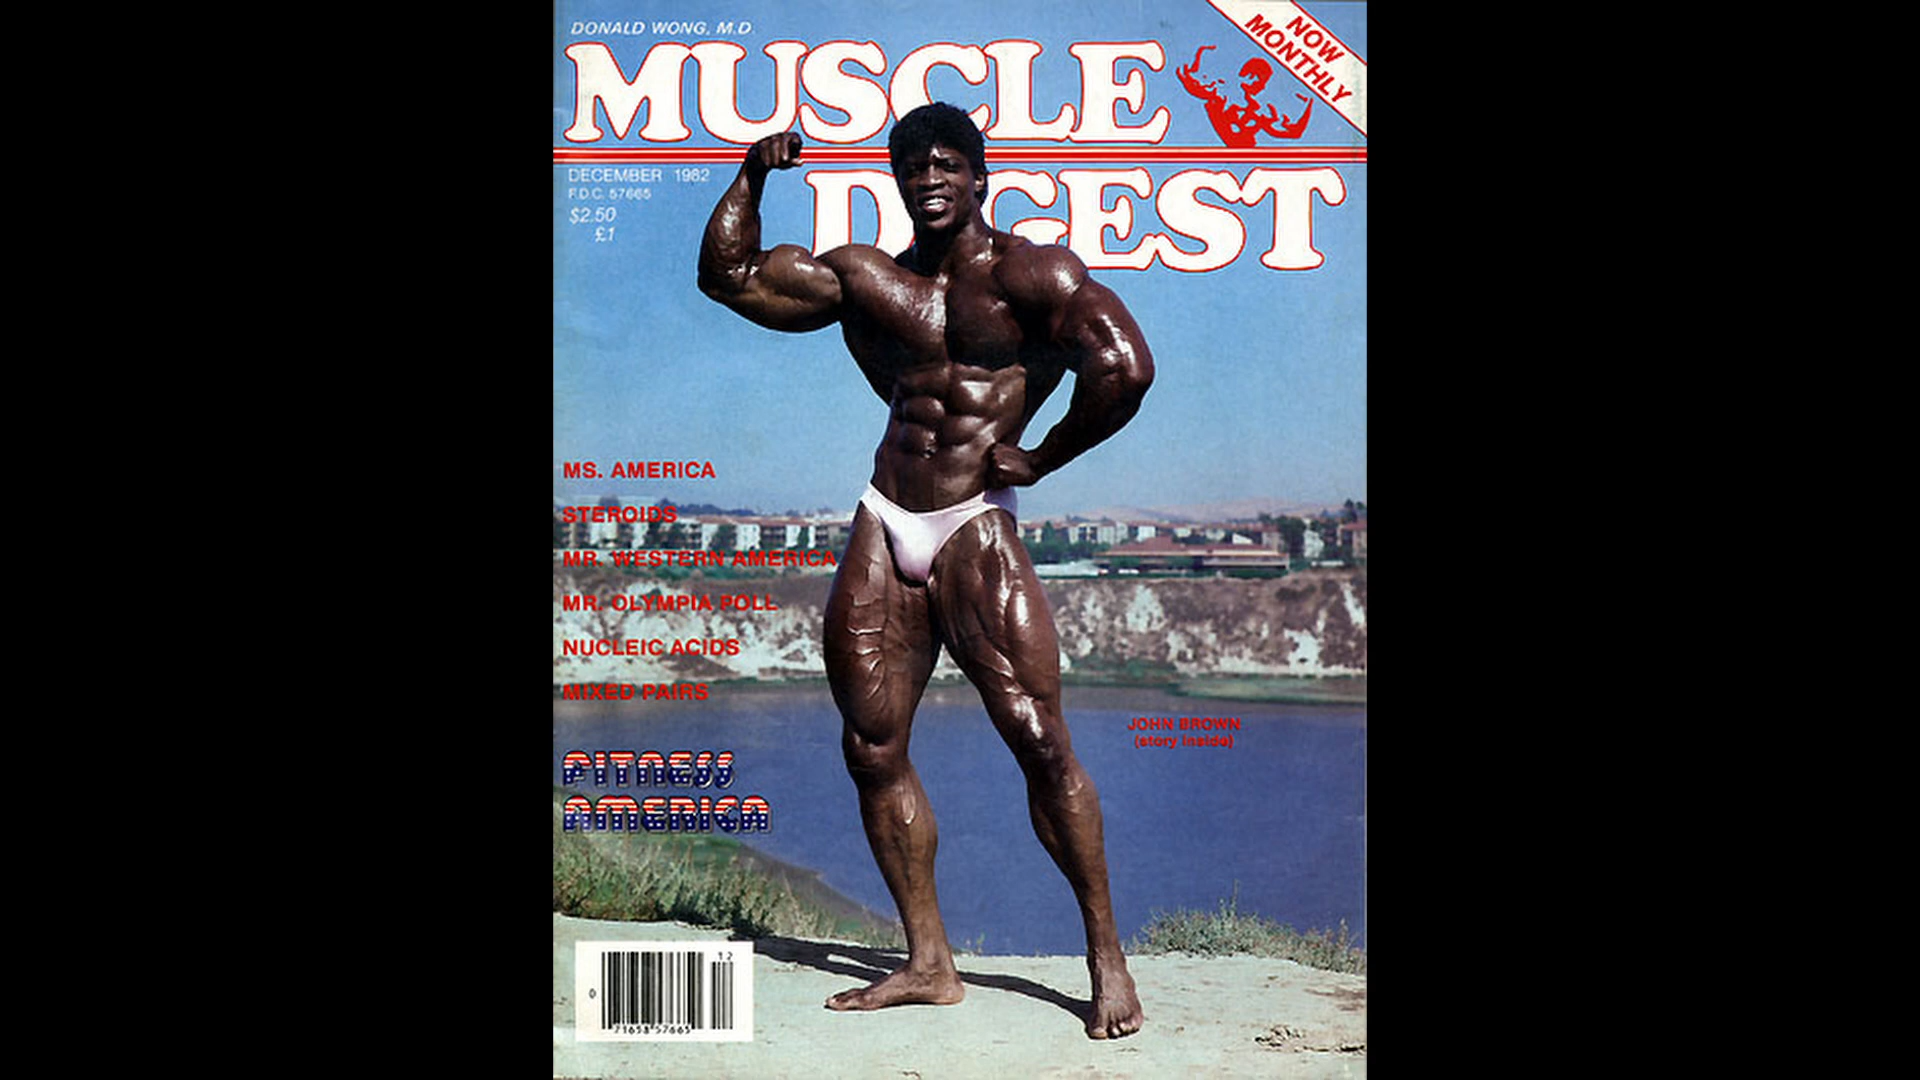 DONALD WONG, M.D.
MUSCLE
DIGEST
NOW
MONTHLY
DECEMBER 1982
F.D.C. 57665
$2.50
£1
MS. AMERICA
STEROIDS
MR. WESTERN AMERICA
MR. OLYMPIA POLL
NUCLEIC ACIDS
MIXED PAIRS
JOHN BROWN
(story inside)
FITNESS
AMERICA
12
0
71658 57665